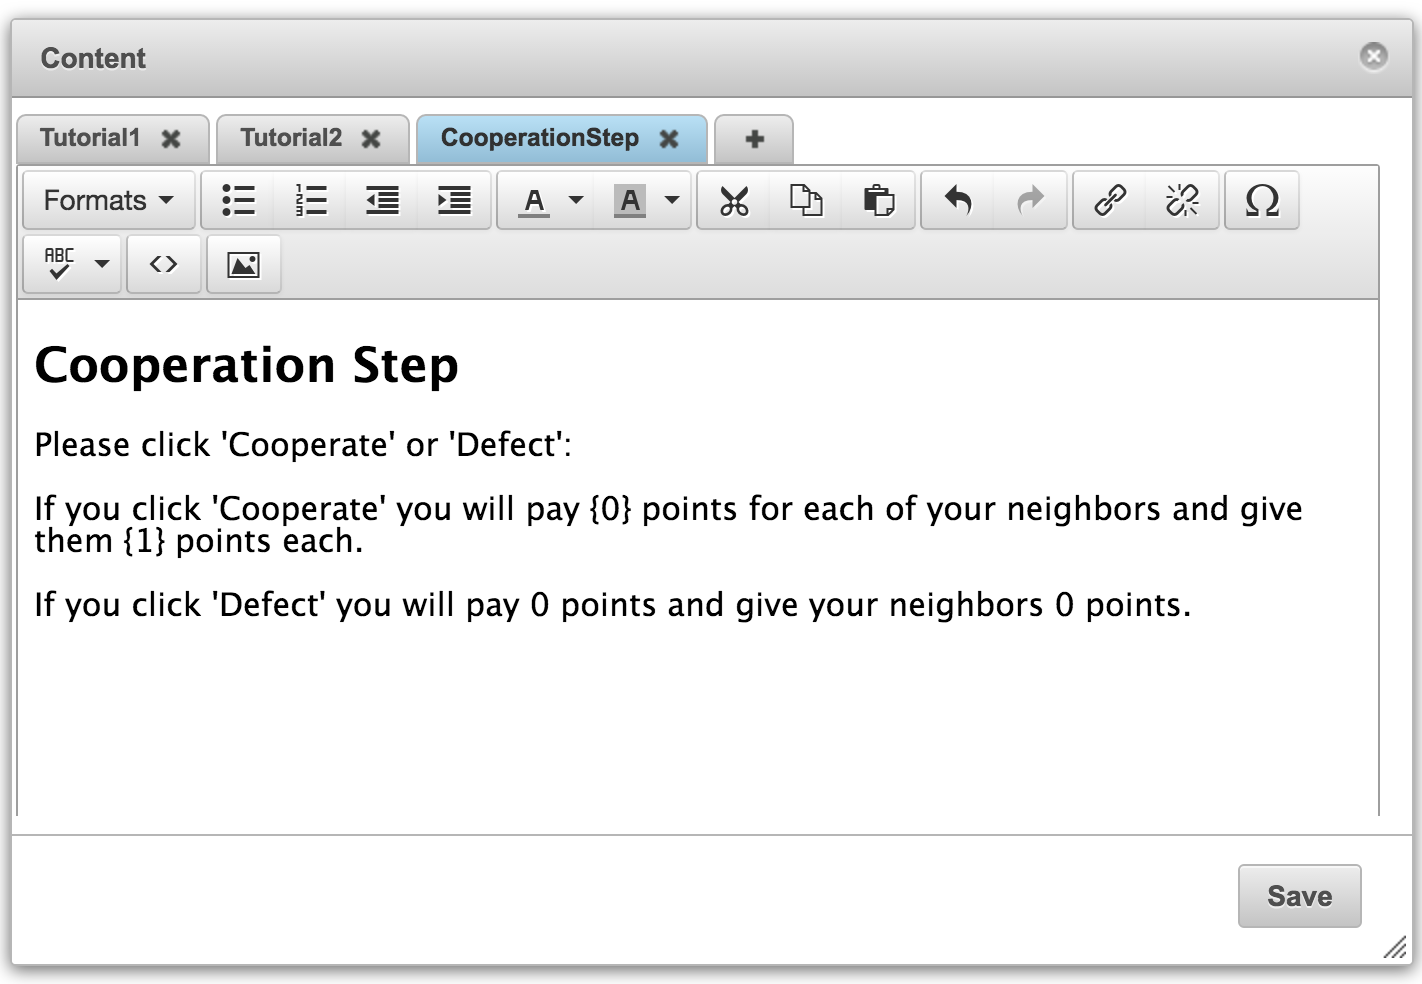 Content
Tutorial1
Tutorial2
CooperationStep
Formats
A
A
Ω
ABC
Cooperation Step
Please click 'Cooperate' or 'Defect':
If you click 'Cooperate' you will pay {0} points for each of your neighbors and give
them {1} points each.
If you click 'Defect' you will pay 0 points and give your neighbors 0 points.
Save